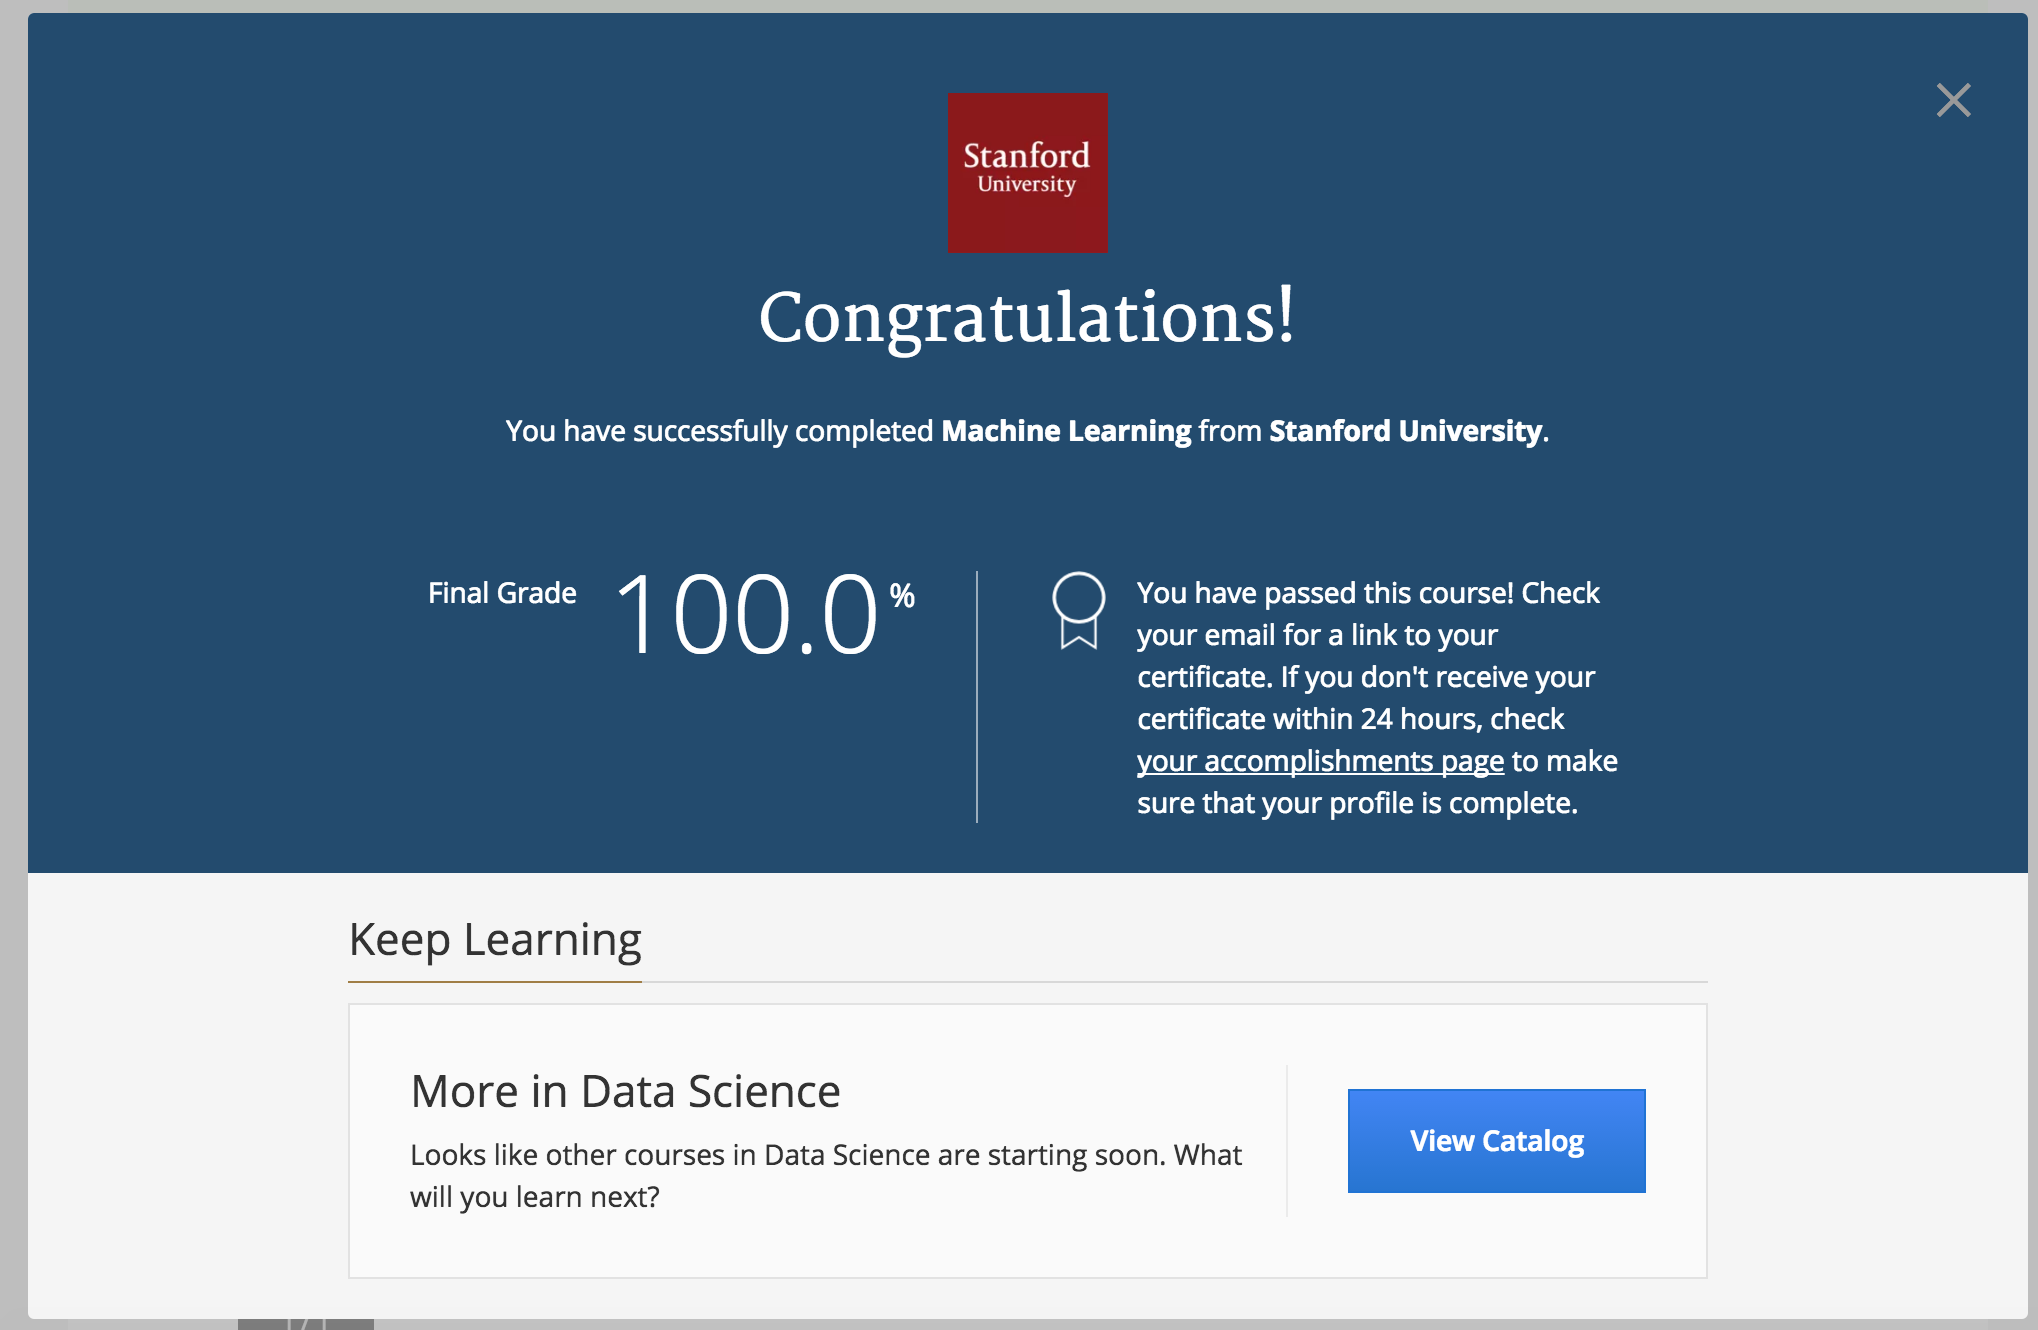 Stanford
University
Congratulations!
You have successfully completed Machine Learning from Stanford University.
Final Grade 100.0 %
You have passed this course! Check
your email for a link to your
certificate. If you don't receive your
certificate within 24 hours, check
your accomplishments page to make
sure that your profile is complete.
Keep Learning
More in Data Science
Looks like other courses in Data Science are starting soon. What
will you learn next?
View Catalog